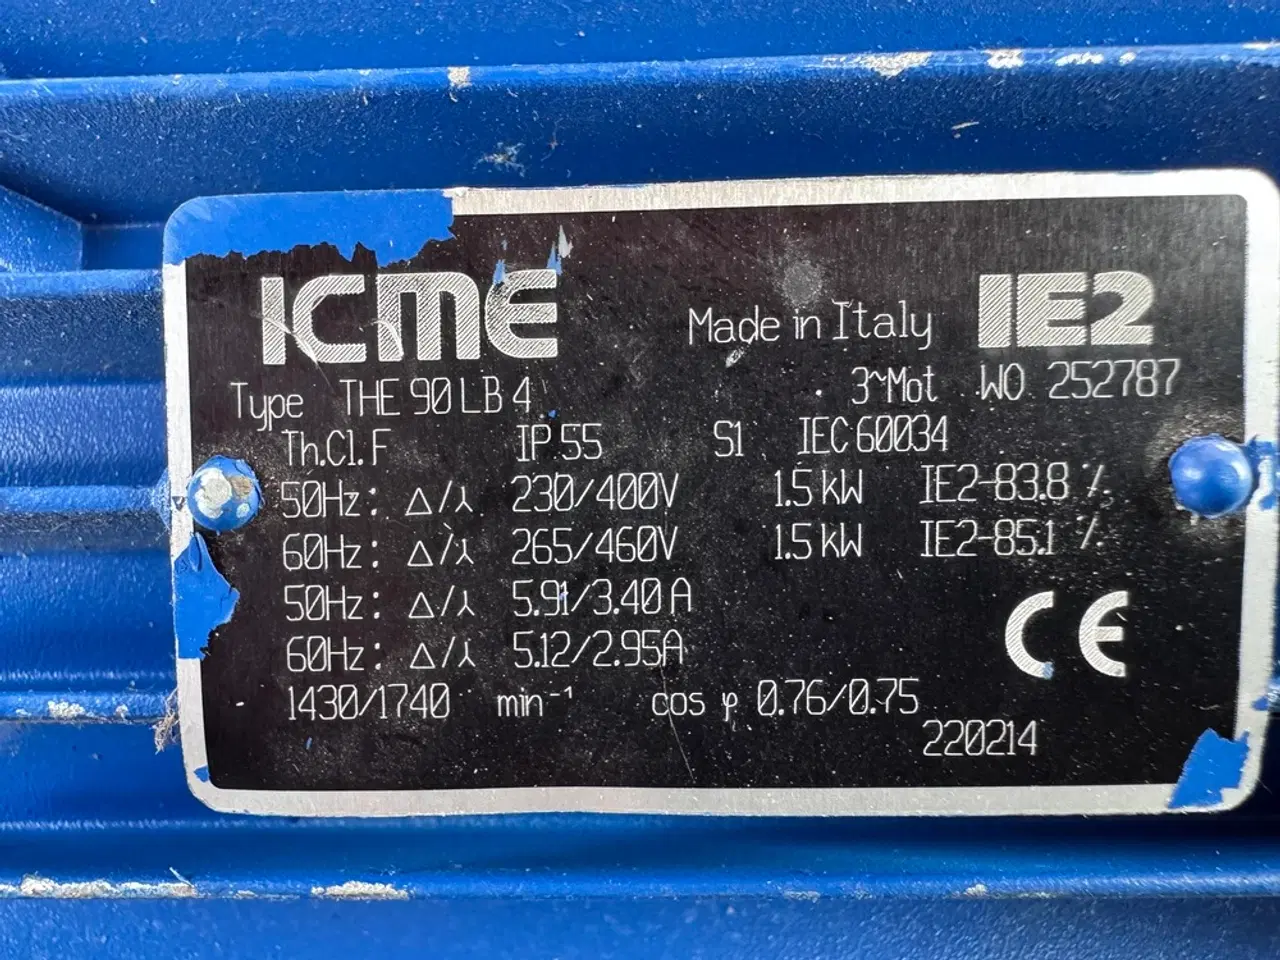 ICME Made in Italy IE2
Type THE 90 L B 4 3~Mot WO 252787
Th.Cl. F IP 55 S1 IEC 60034
50Hz: Δ/⅄ 230/400V 1.5 kW IE2-83.8 %
60Hz: Δ/⅄ 265/460V 1.5 kW IE2-85.1 %
50Hz: Δ/⅄ 5.91/3.40 A
60Hz: Δ/⅄ 5.12/2.95A
CE
1430/1740 min⁻¹ cos φ 0.76/0.75
220214